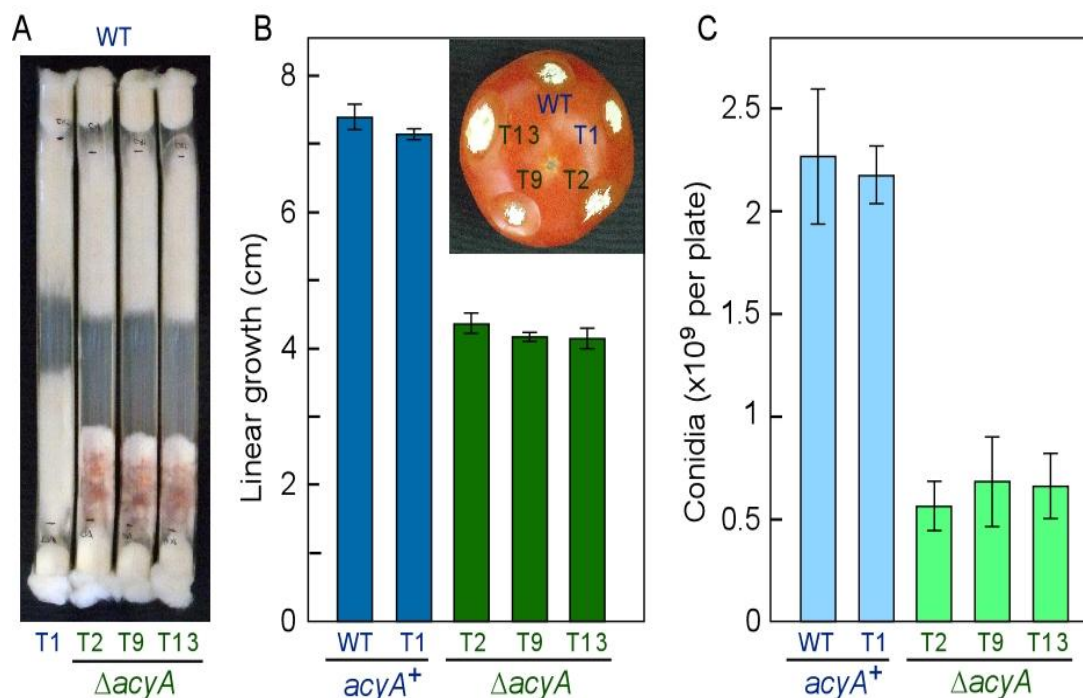 A
WT
T1 T2 T9 T13
ΔacyA
B
Linear growth (cm)
8
6
4
2
0
WT
T13 T1
T9 T2
WT T1 T2 T9 T13
acyA⁺ ΔacyA
C
Conidia (x10⁹ per plate)
2.5
2
1.5
1
0.5
0
WT T1 T2 T9 T13
acyA⁺ ΔacyA